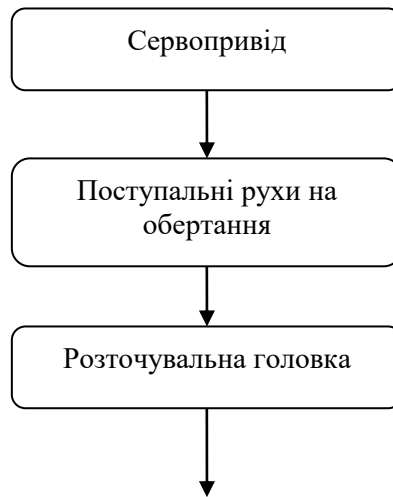 Сервопривід
Поступальні рухи на
обертання
Розточувальна головка